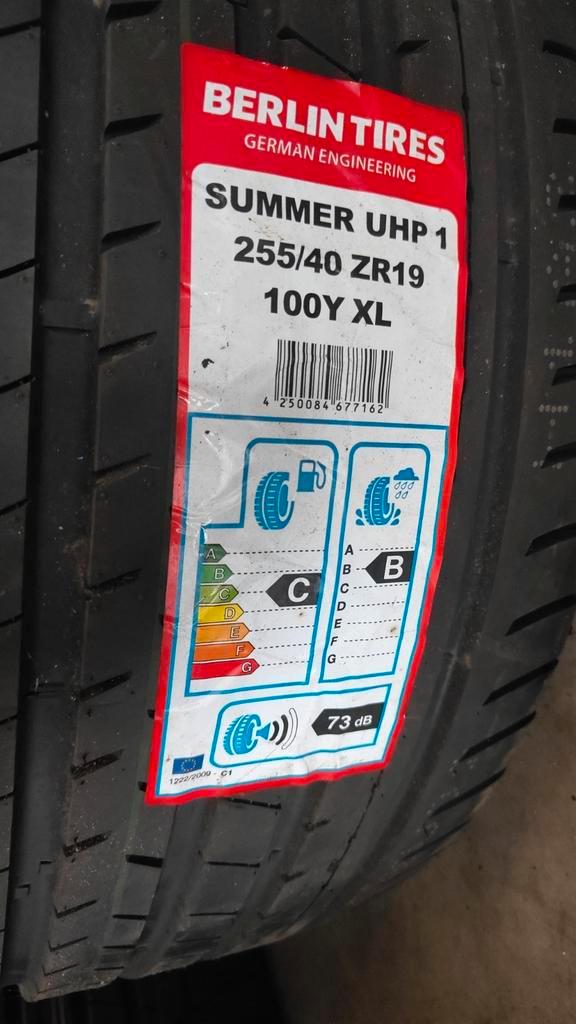 BERLIN TIRES
GERMAN ENGINEERING
SUMMER UHP 1
255/40 ZR19
100Y XL
4 250084 677162
A
B
C
D
E
F
G
C
A
B
C
D
E
F
G
B
73 dB
1222/2009 - C1